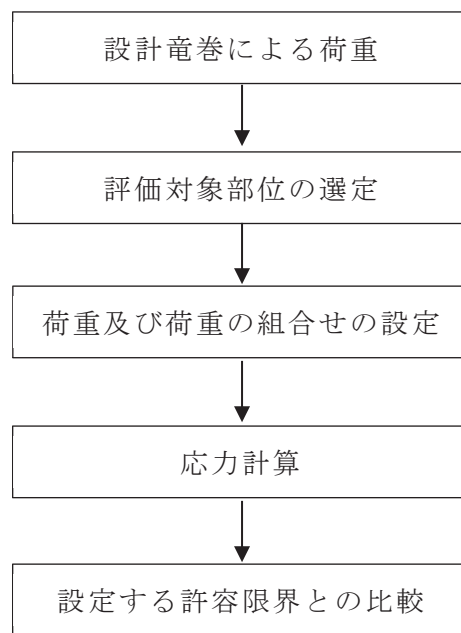 設計竜巻による荷重
評価対象部位の選定
荷重及び荷重の組合せの設定
応力計算
設定する許容限界との比較